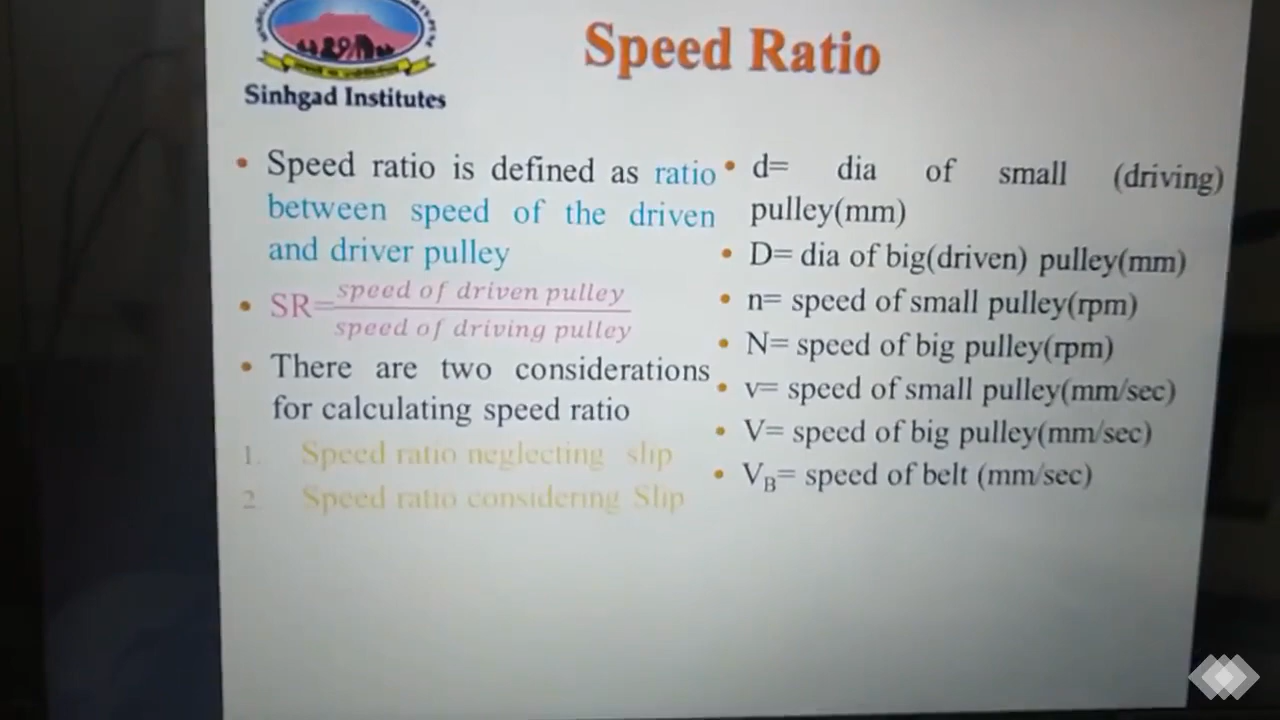 Speed Ratio
Sinhgad Institutes
• Speed ratio is defined as ratio
between speed of the driven
and driver pulley
• SR=speed of driven pulley
speed of driving pulley
• There are two considerations
for calculating speed ratio
1. Speed ratio neglecting slip
2. Speed ratio considering Slip
• d= dia of small (driving)
pulley(mm)
• D= dia of big(driven) pulley(mm)
• n= speed of small pulley(rpm)
• N= speed of big pulley(rpm)
• v= speed of small pulley(mm/sec)
• V= speed of big pulley(mm/sec)
• VB= speed of belt (mm/sec)